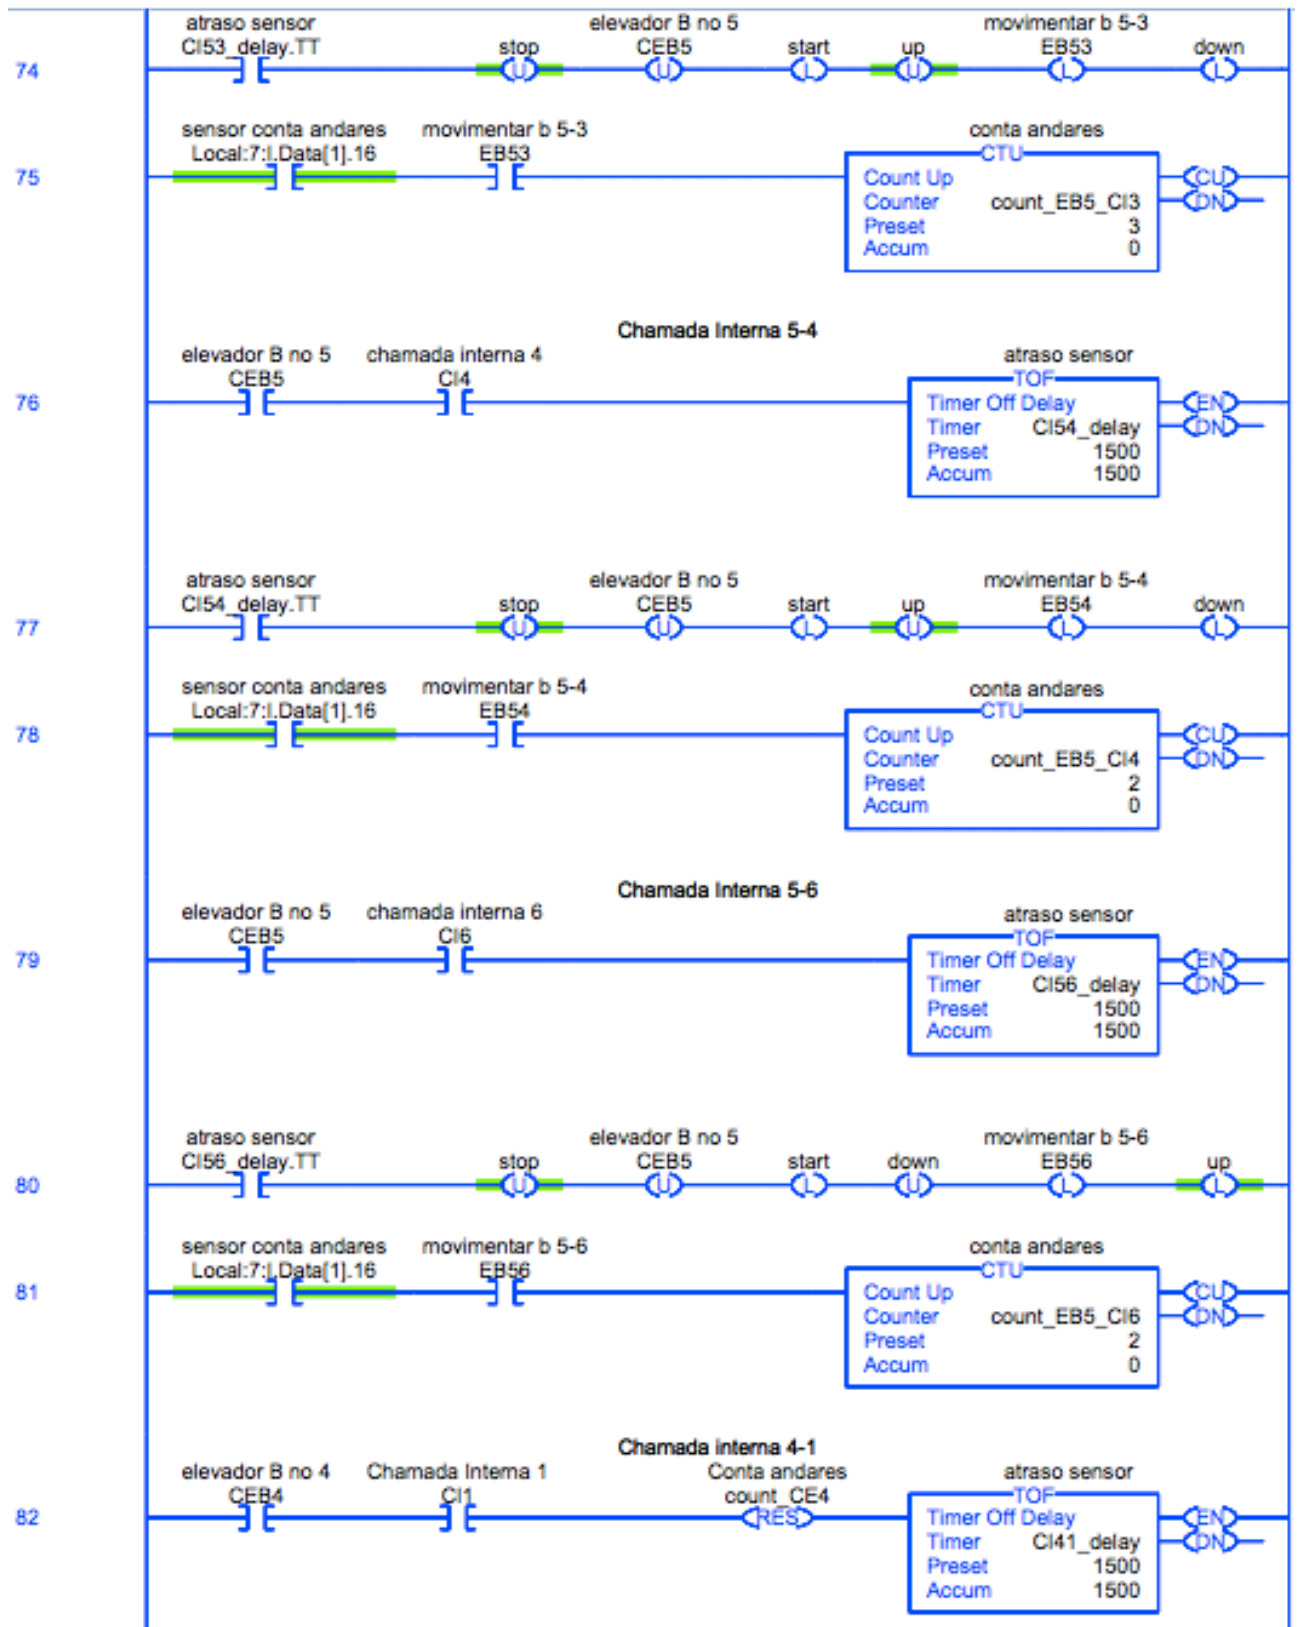 atraso sensor elevador B no 5 movimentar b 5-3
CI53_delay.TT stop CEB5 start up EB53 down
74 U U L U L L
sensor conta andares movimentar b 5-3 conta andares
Local:7:I.Data[1].16 EB53 CTU
75 Count Up CU
Counter count_EB5_CI3 DN
Preset 3
Accum 0
Chamada Interna 5-4
elevador B no 5 chamada interna 4 atraso sensor
CEB5 CI4 TOF
76 Timer Off Delay EN
Timer CI54_delay DN
Preset 1500
Accum 1500
atraso sensor elevador B no 5 movimentar b 5-4
CI54_delay.TT stop CEB5 start up EB54 down
77 U U L U L L
sensor conta andares movimentar b 5-4 conta andares
Local:7:I.Data[1].16 EB54 CTU
78 Count Up CU
Counter count_EB5_CI4 DN
Preset 2
Accum 0
Chamada Interna 5-6
elevador B no 5 chamada interna 6 atraso sensor
CEB5 CI6 TOF
79 Timer Off Delay EN
Timer CI56_delay DN
Preset 1500
Accum 1500
atraso sensor elevador B no 5 movimentar b 5-6
CI56_delay.TT stop CEB5 start down EB56 up
80 U U L U L L
sensor conta andares movimentar b 5-6 conta andares
Local:7:I.Data[1].16 EB56 CTU
81 Count Up CU
Counter count_EB5_CI6 DN
Preset 2
Accum 0
Chamada interna 4-1
elevador B no 4 Chamada Interna 1 Conta andares atraso sensor
CEB4 CI1 count_CE4 TOF
82 RES Timer Off Delay EN
Timer CI41_delay DN
Preset 1500
Accum 1500